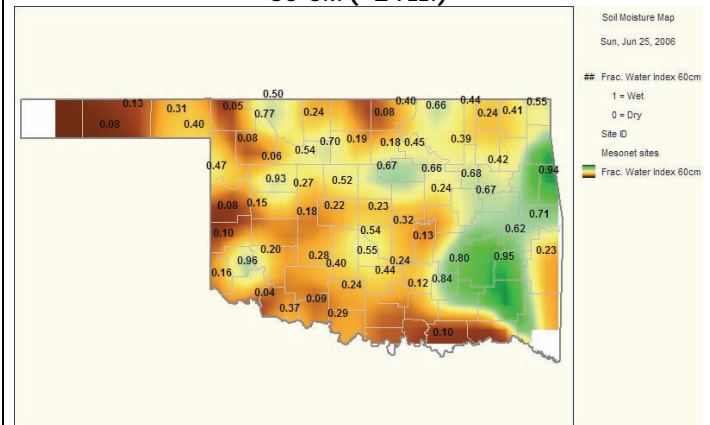 60 CM (~2 FEET)
Soil Moisture Map
Sun, Jun 25, 2006
## Frac. Water Index 60cm
1 = Wet
0 = Dry
Site ID
Mesonet sites
Frac. Water Index 60cm
0.50
0.13 0.31 0.05 0.77 0.24 0.08 0.40 0.66 0.44 0.24 0.41 0.55
0.08 0.40
0.08 0.06 0.54 0.70 0.19 0.18 0.45 0.39 0.42
0.47 0.93 0.27 0.52 0.67 0.66 0.24 0.68 0.67 0.94
0.08 0.15 0.18 0.22 0.23 0.32 0.71
0.10 0.54 0.13 0.62
0.20 0.28 0.40 0.55 0.44 0.24 0.80 0.95 0.23
0.16 0.96
0.04 0.37 0.09 0.24 0.12 0.84
0.29 0.10